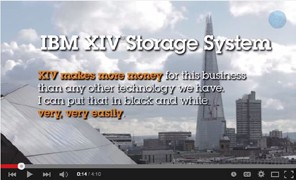 IBM XIV Storage System
XIV makes more money for this business
than any other technology we have.
I can put that in black and white
very, very easily
0:14 / 4:10